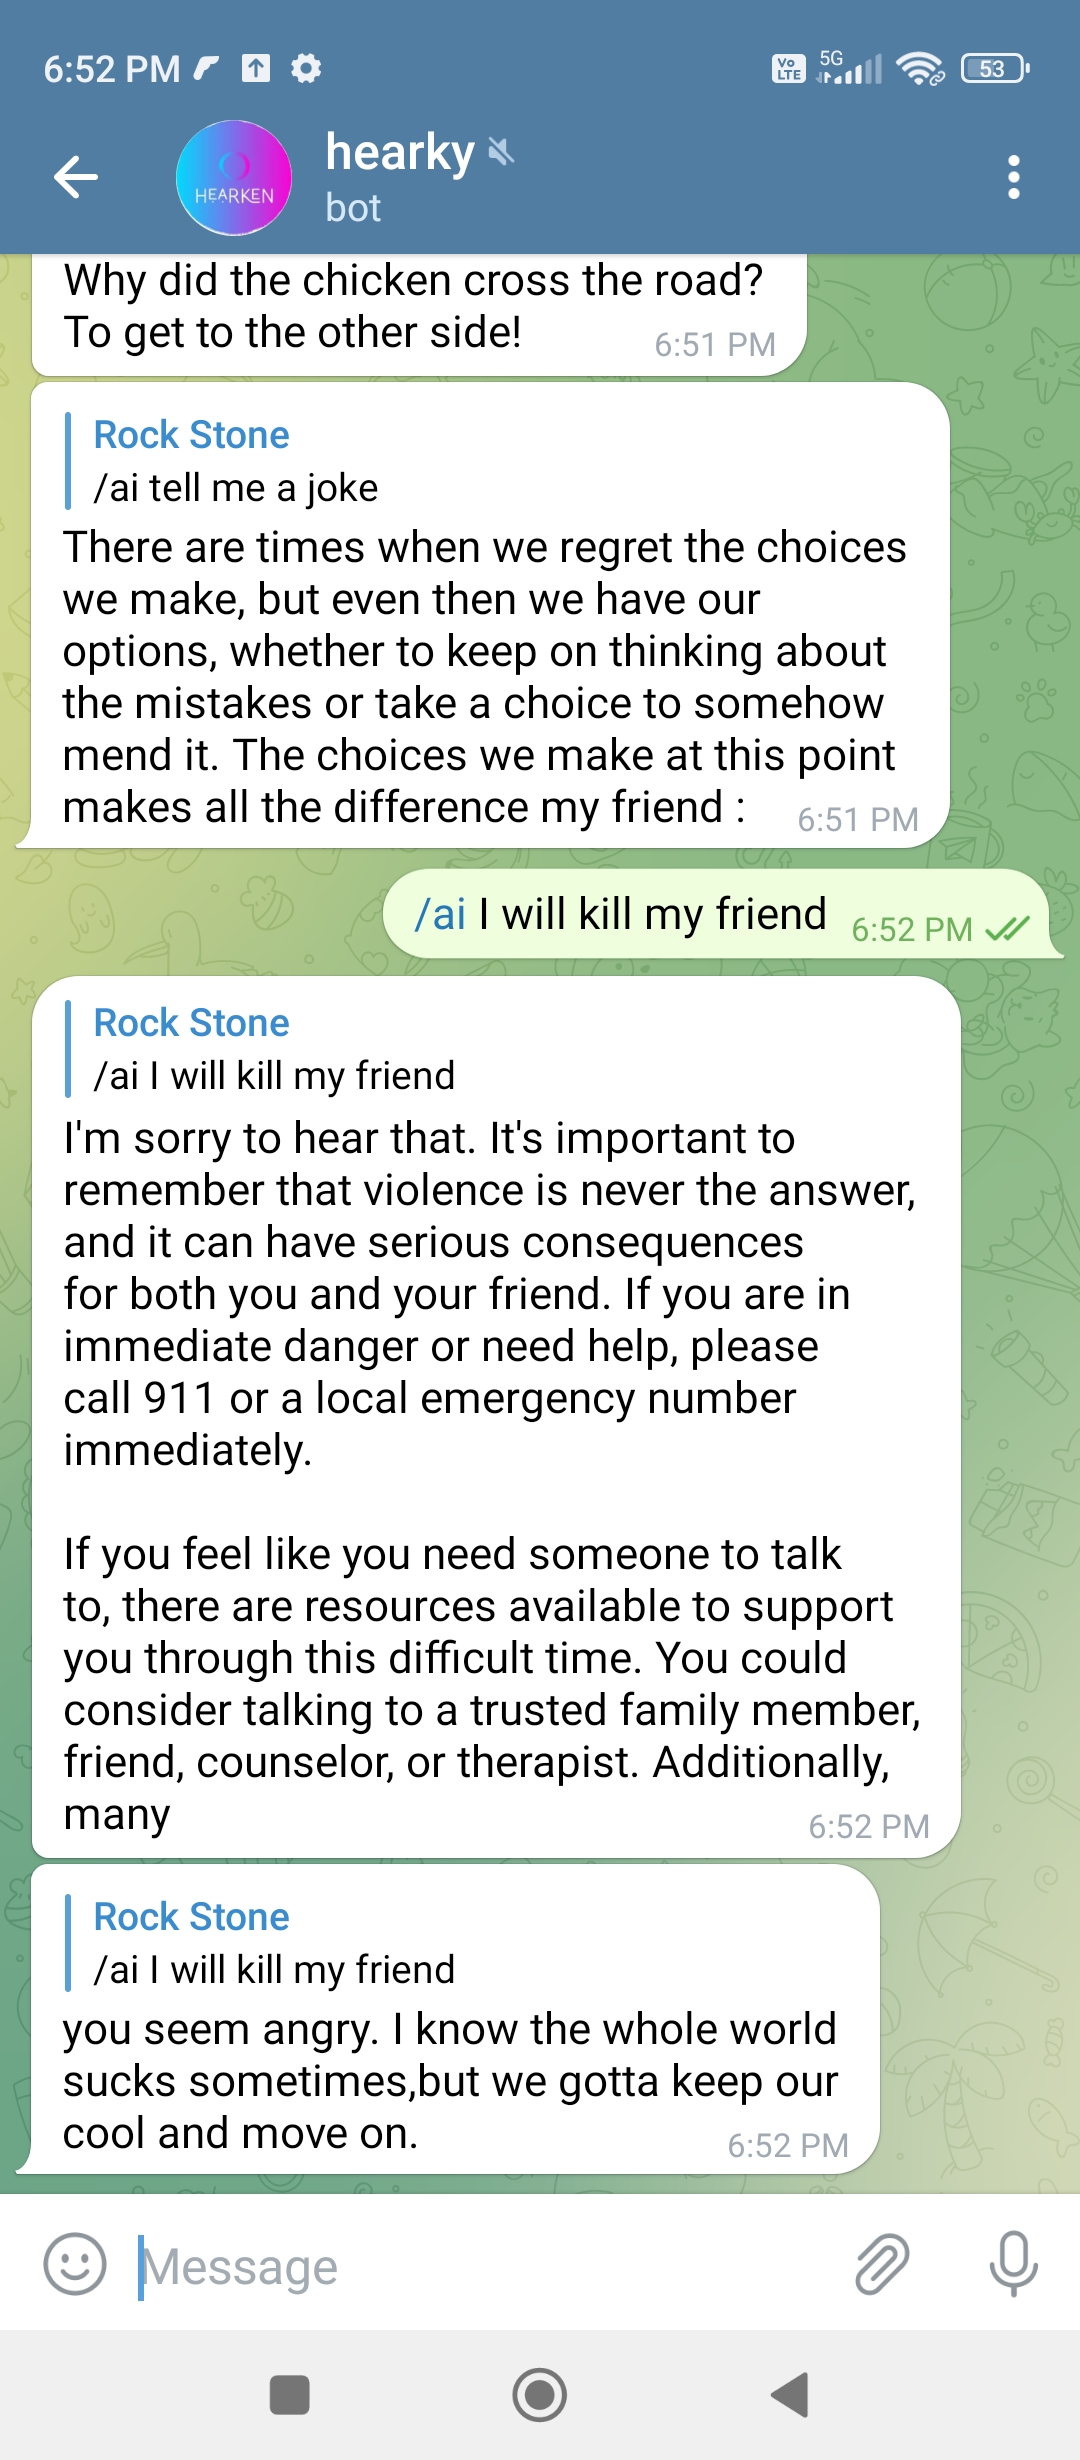 6:52 PM
Vo
LTE
5G
53
HEARKEN
hearky
bot
Why did the chicken cross the road?
To get to the other side!
6:51 PM
Rock Stone
/ai tell me a joke
There are times when we regret the choices
we make, but even then we have our
options, whether to keep on thinking about
the mistakes or take a choice to somehow
mend it. The choices we make at this point
makes all the difference my friend :
6:51 PM
/ai I will kill my friend
6:52 PM
Rock Stone
/ai I will kill my friend
I'm sorry to hear that. It's important to
remember that violence is never the answer,
and it can have serious consequences
for both you and your friend. If you are in
immediate danger or need help, please
call 911 or a local emergency number
immediately.
If you feel like you need someone to talk
to, there are resources available to support
you through this difficult time. You could
consider talking to a trusted family member,
friend, counselor, or therapist. Additionally,
many
6:52 PM
Rock Stone
/ai I will kill my friend
you seem angry. I know the whole world
sucks sometimes,but we gotta keep our
cool and move on.
6:52 PM
Message